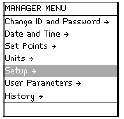 MANAGER MENU
Change ID and Password →
Date and Time →
Set Points →
Units →
Setup →
User Parameters →
History →